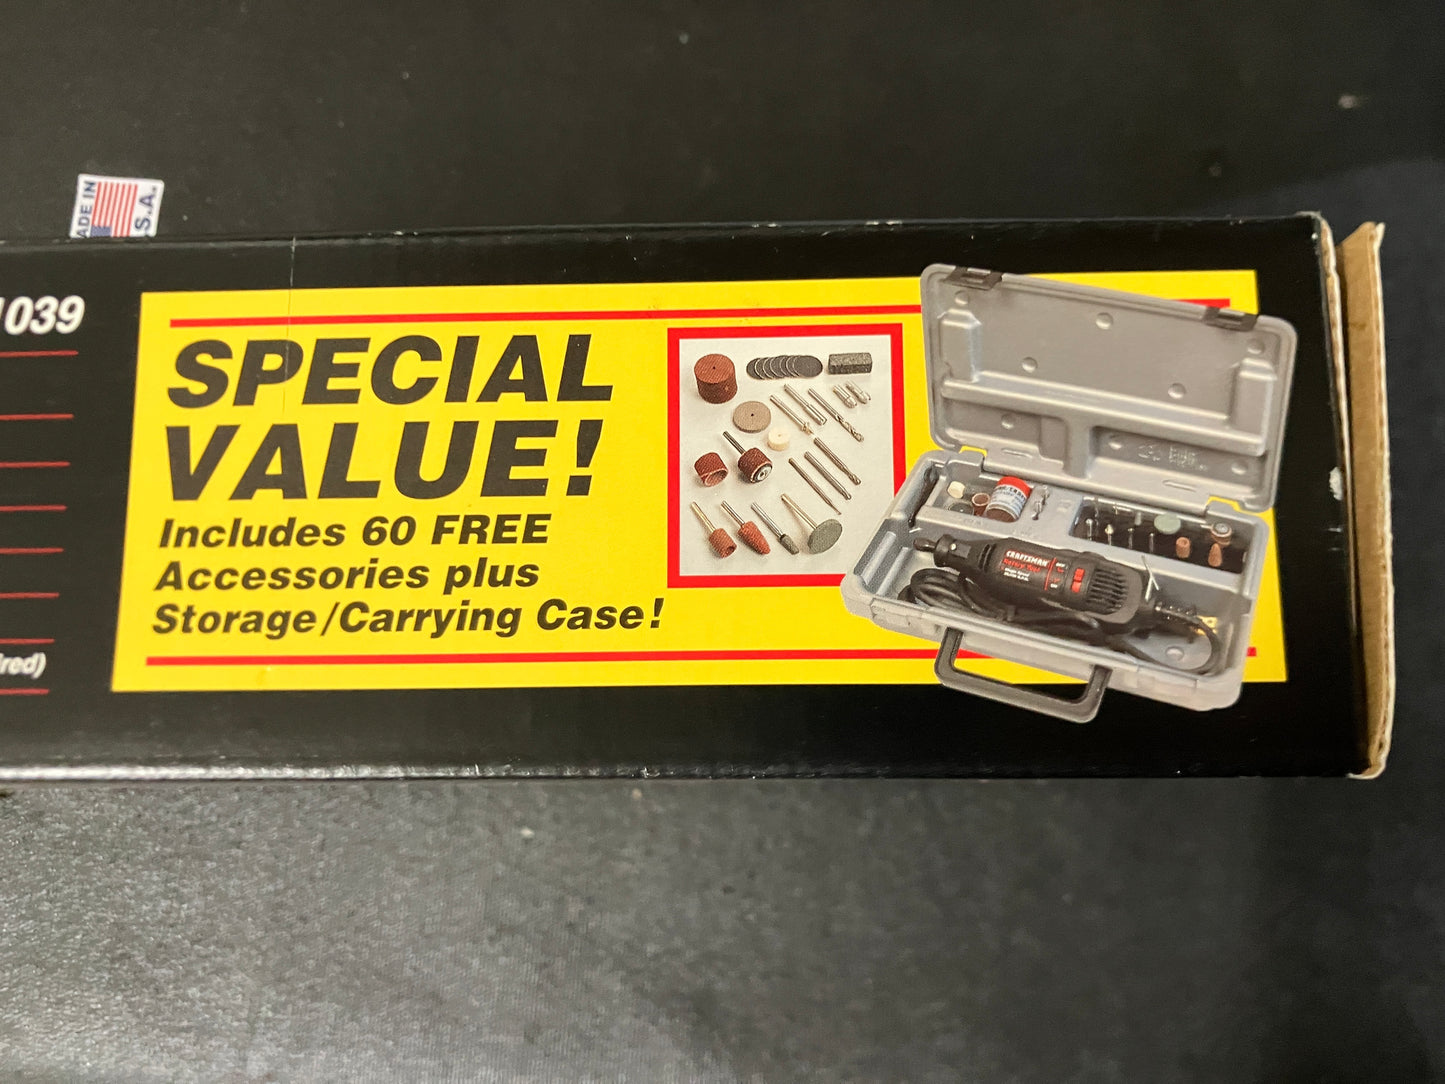 MADE IN
U.S.A.
1039
SPECIAL
VALUE!
Includes 60 FREE
Accessories plus
Storage/Carrying Case!
CRAFTSMAN